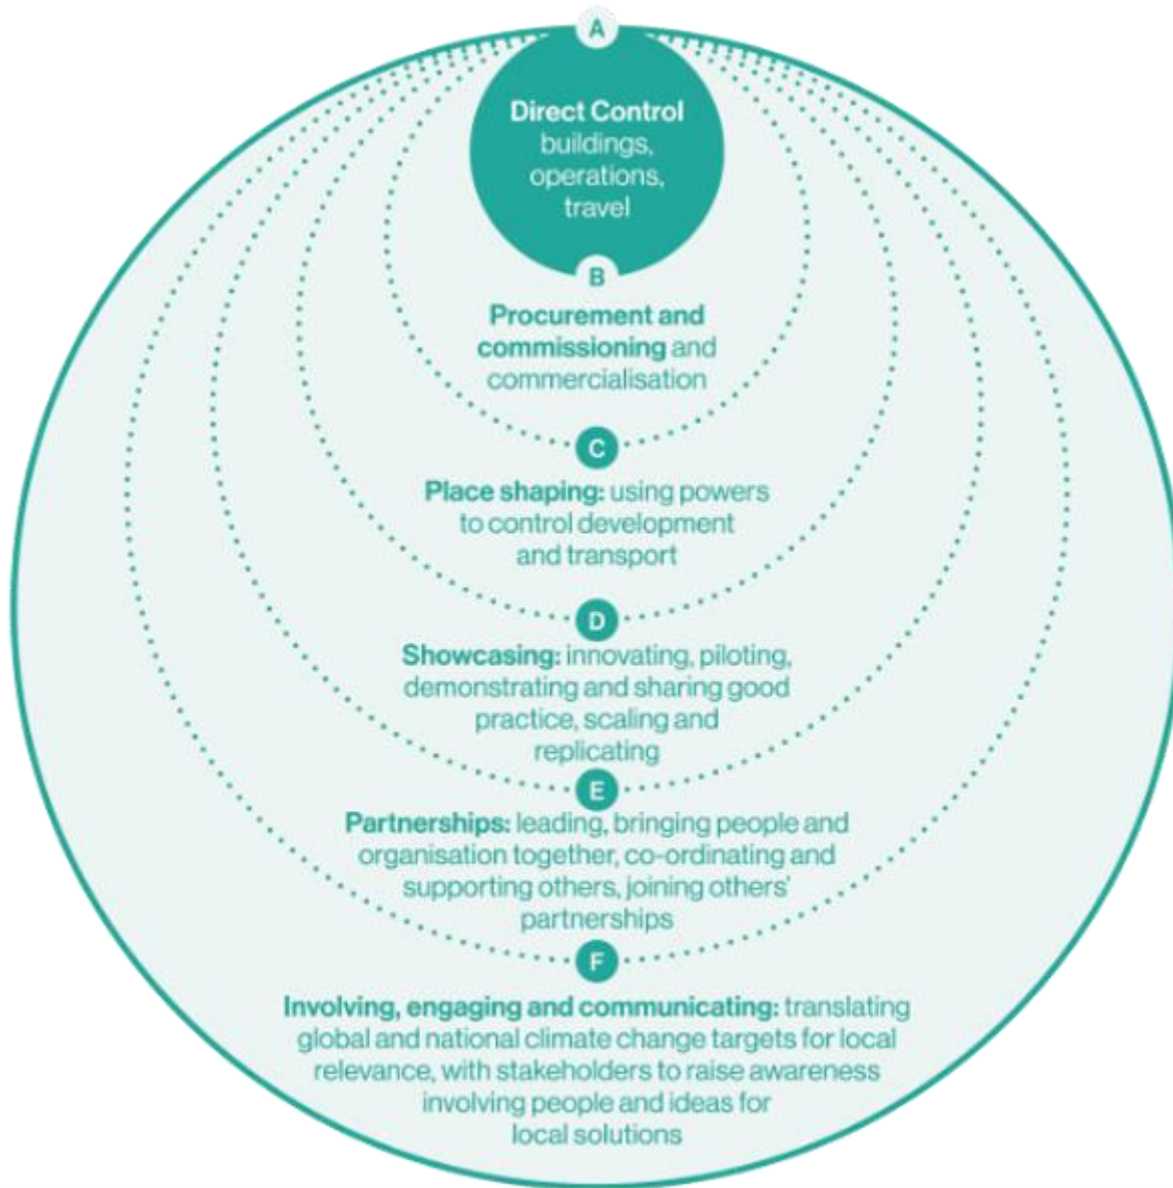 A
Direct Control
buildings,
operations,
travel
B
Procurement and
commissioning and
commercialisation
C
Place shaping: using powers
to control development
and transport
D
Showcasing: innovating, piloting,
demonstrating and sharing good
practice, scaling and
replicating
E
Partnerships: leading, bringing people and
organisation together, co-ordinating and
supporting others, joining others'
partnerships
F
Involving, engaging and communicating: translating
global and national climate change targets for local
relevance, with stakeholders to raise awareness
involving people and ideas for
local solutions